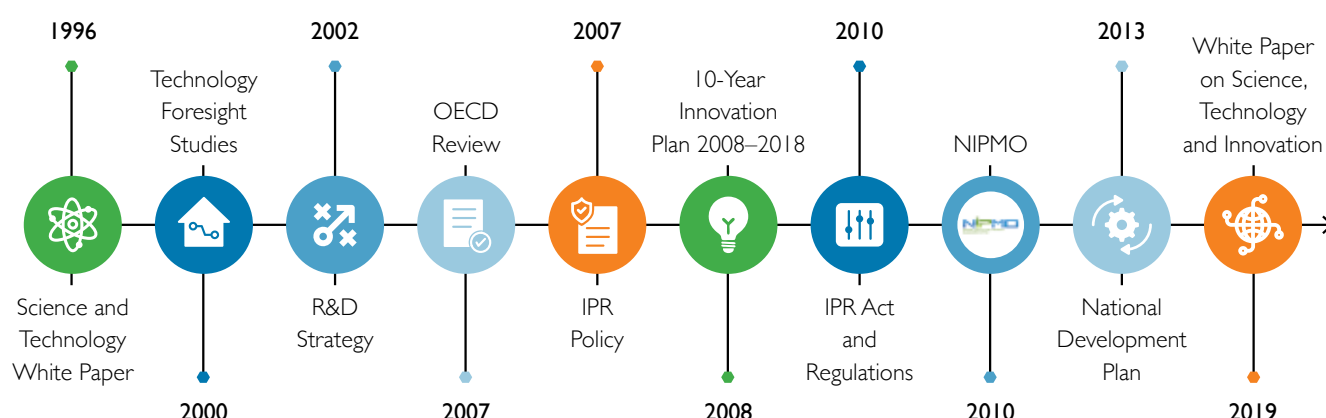 1996
Science and
Technology
White Paper
Technology
Foresight
Studies
2000
2002
R&D
Strategy
OECD
Review
2007
2007
IPR
Policy
10-Year
Innovation
Plan 2008–2018
2008
2010
IPR Act
and
Regulations
NIPMO
NIPMO
2010
2013
National
Development
Plan
White Paper
on Science,
Technology
and Innovation
2019